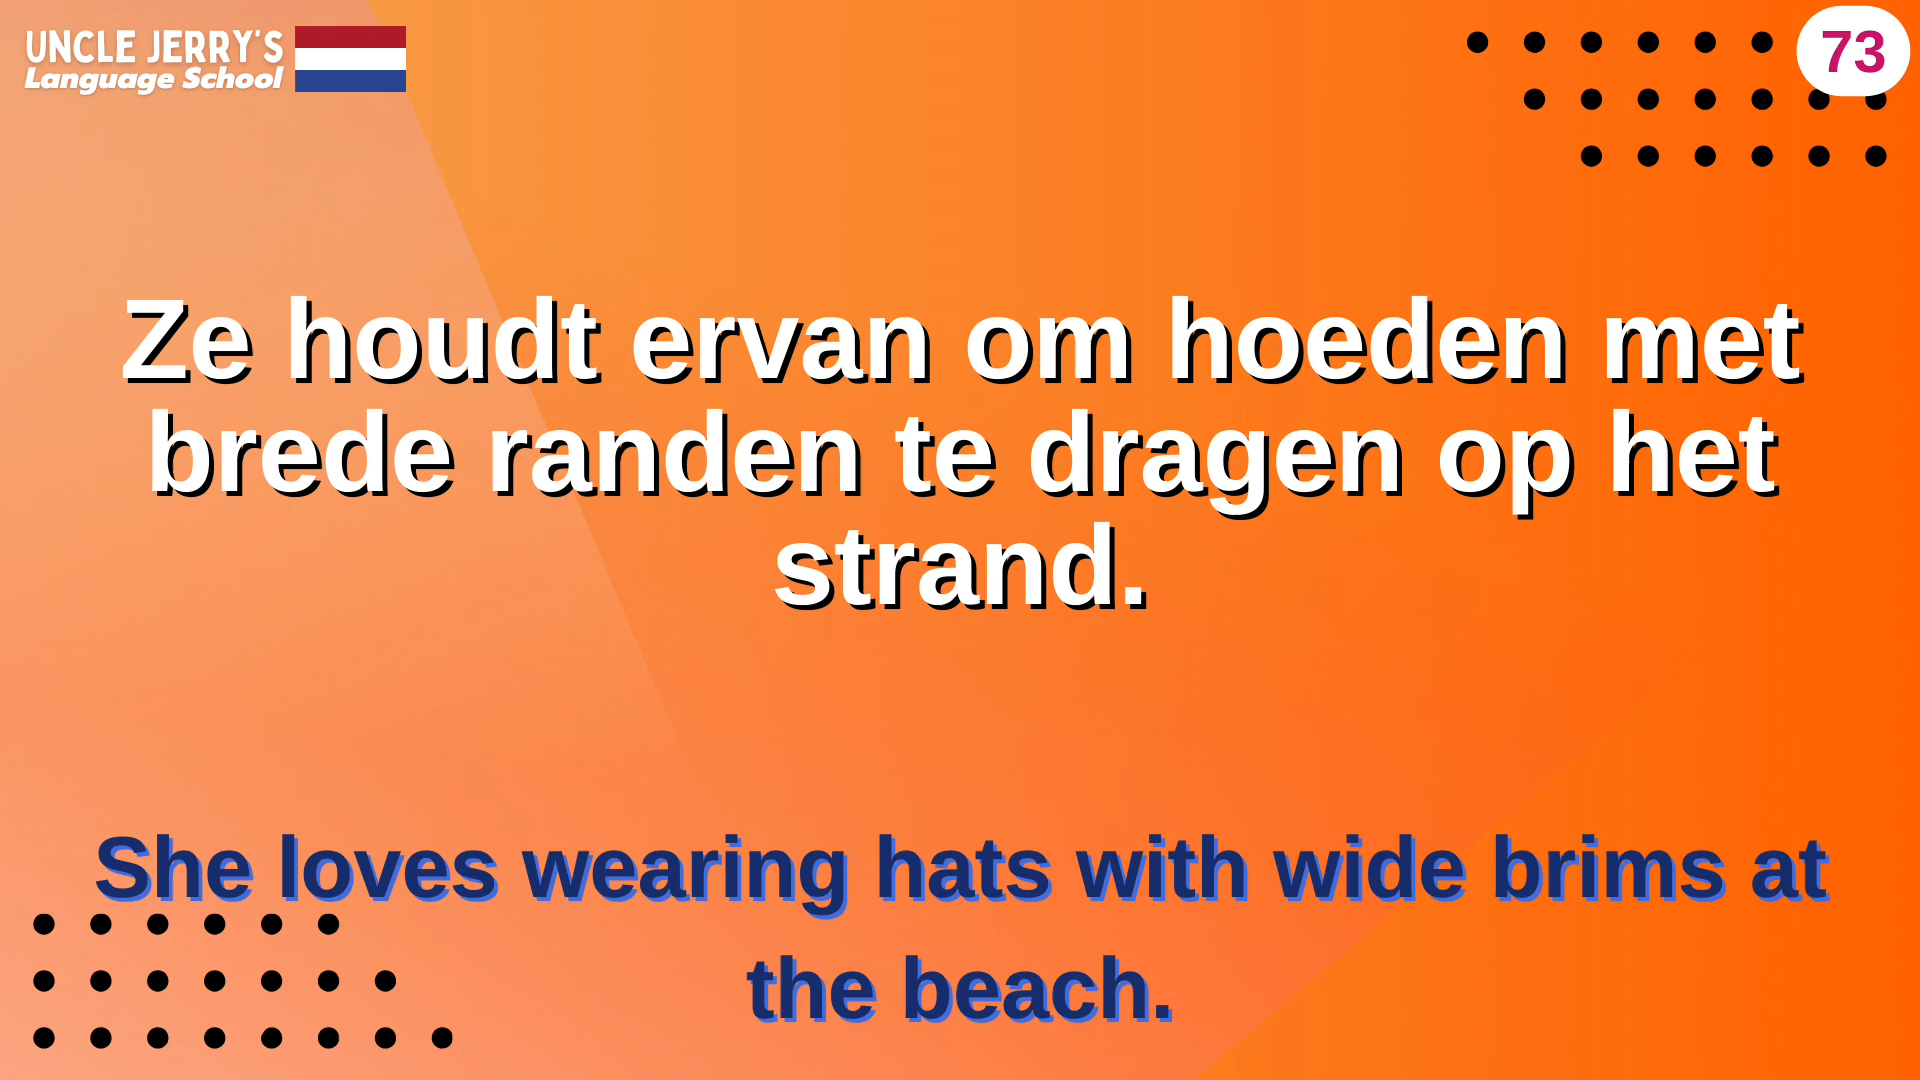 UNCLE JERRY'S
Language School
73
Ze houdt ervan om hoeden met
brede randen te dragen op het
strand.
She loves wearing hats with wide brims at
the beach.